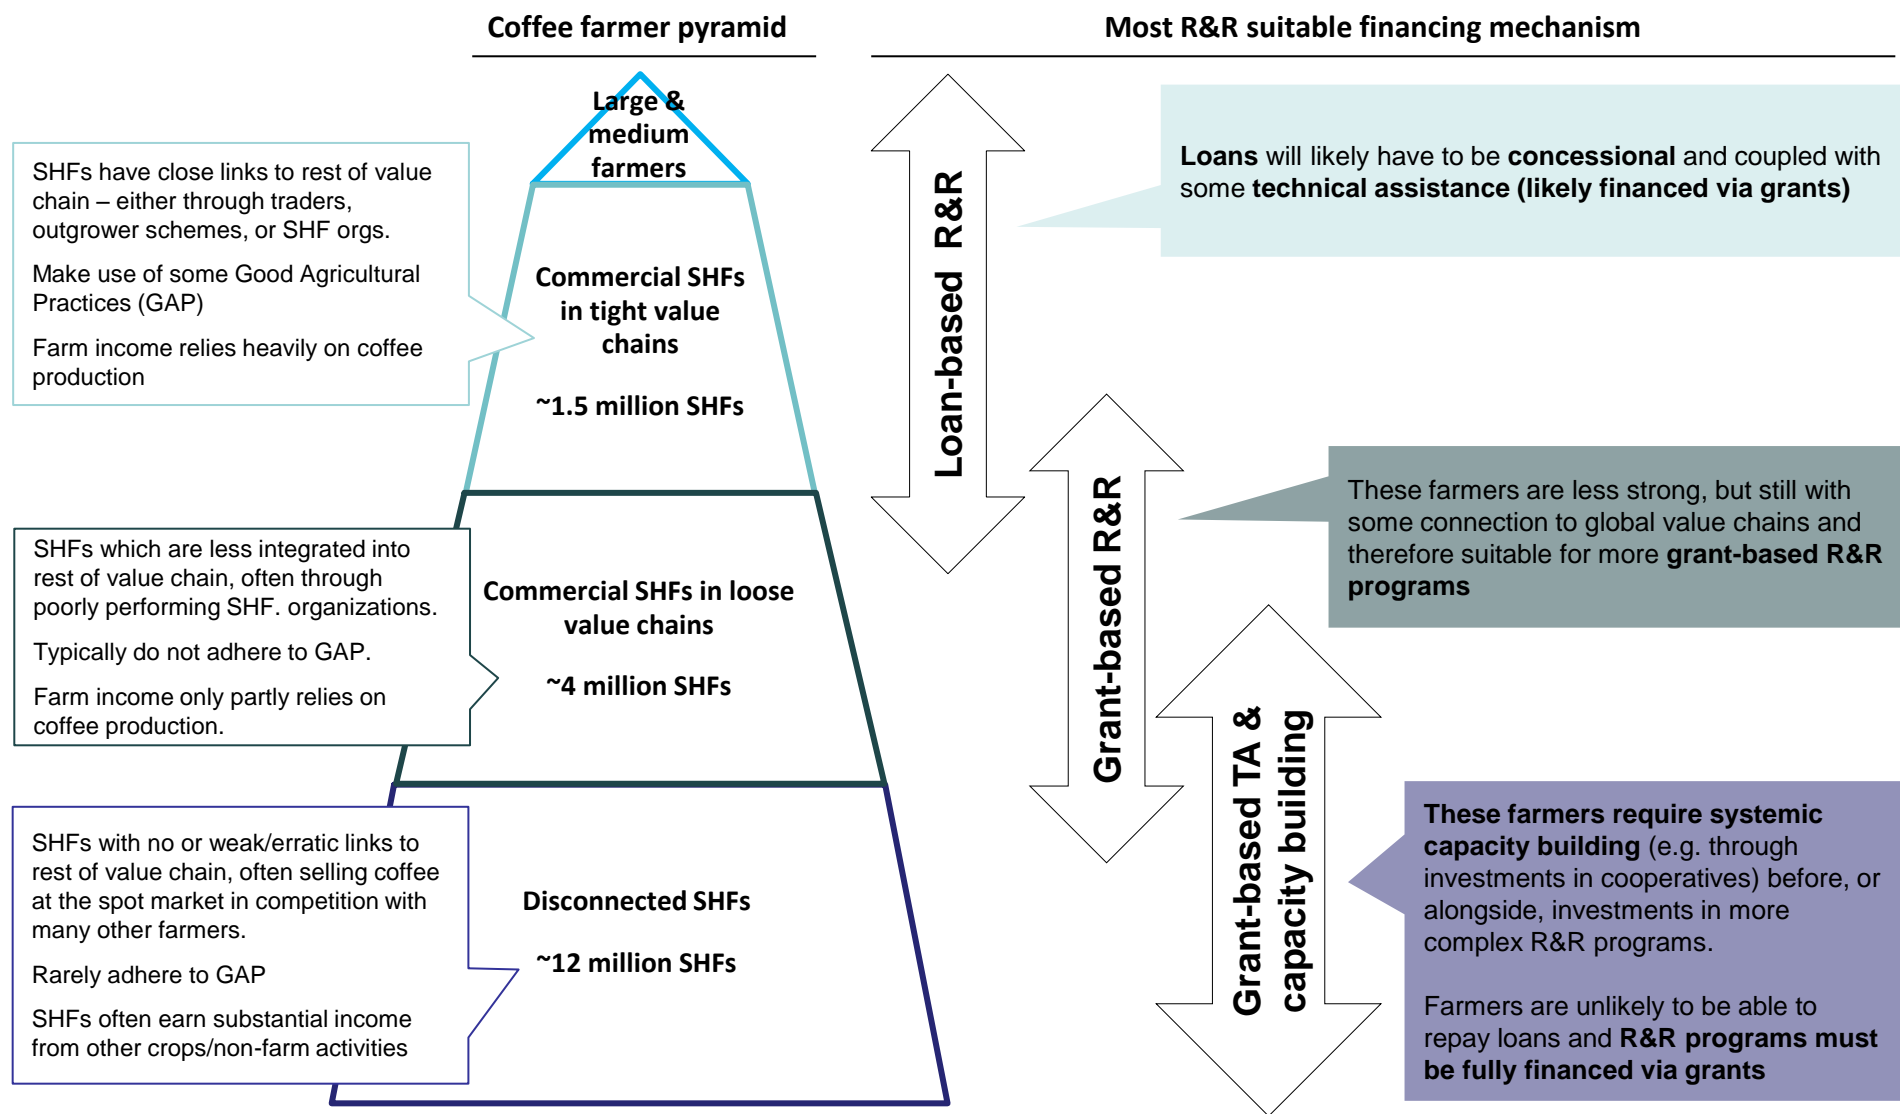 Coffee farmer pyramid
Most R&R suitable financing mechanism
SHFs have close links to rest of value
chain – either through traders,
outgrower schemes, or SHF orgs.
Make use of some Good Agricultural
Practices (GAP)
Farm income relies heavily on coffee
production
SHFs which are less integrated into
rest of value chain, often through
poorly performing SHF. organizations.
Typically do not adhere to GAP.
Farm income only partly relies on
coffee production.
SHFs with no or weak/erratic links to
rest of value chain, often selling coffee
at the spot market in competition with
many other farmers.
Rarely adhere to GAP
SHFs often earn substantial income
from other crops/non-farm activities
Large &
medium
farmers
Commercial SHFs
in tight value
chains
~1.5 million SHFs
Commercial SHFs in loose
value chains
~4 million SHFs
Disconnected SHFs
~12 million SHFs
Loan-based R&R
Grant-based R&R
Grant-based TA &
capacity building
Loans will likely have to be concessional and coupled with
some technical assistance (likely financed via grants)
These farmers are less strong, but still with
some connection to global value chains and
therefore suitable for more grant-based R&R
programs
These farmers require systemic
capacity building (e.g. through
investments in cooperatives) before, or
alongside, investments in more
complex R&R programs.
Farmers are unlikely to be able to
repay loans and R&R programs must
be fully financed via grants